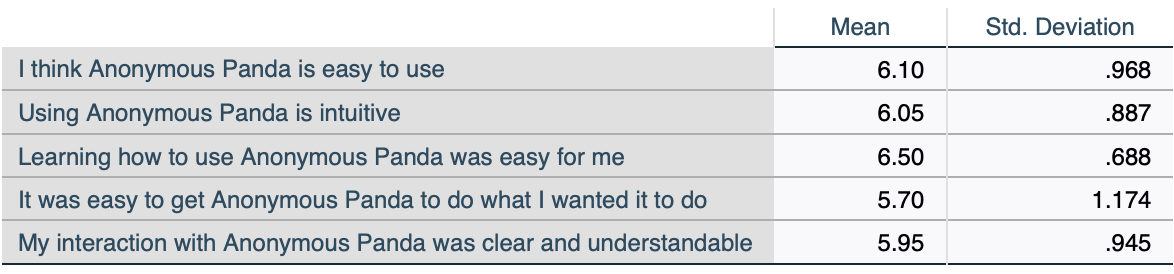 Mean Std. Deviation
I think Anonymous Panda is easy to use 6.10 .968
Using Anonymous Panda is intuitive 6.05 .887
Learning how to use Anonymous Panda was easy for me 6.50 .688
It was easy to get Anonymous Panda to do what I wanted it to do 5.70 1.174
My interaction with Anonymous Panda was clear and understandable 5.95 .945